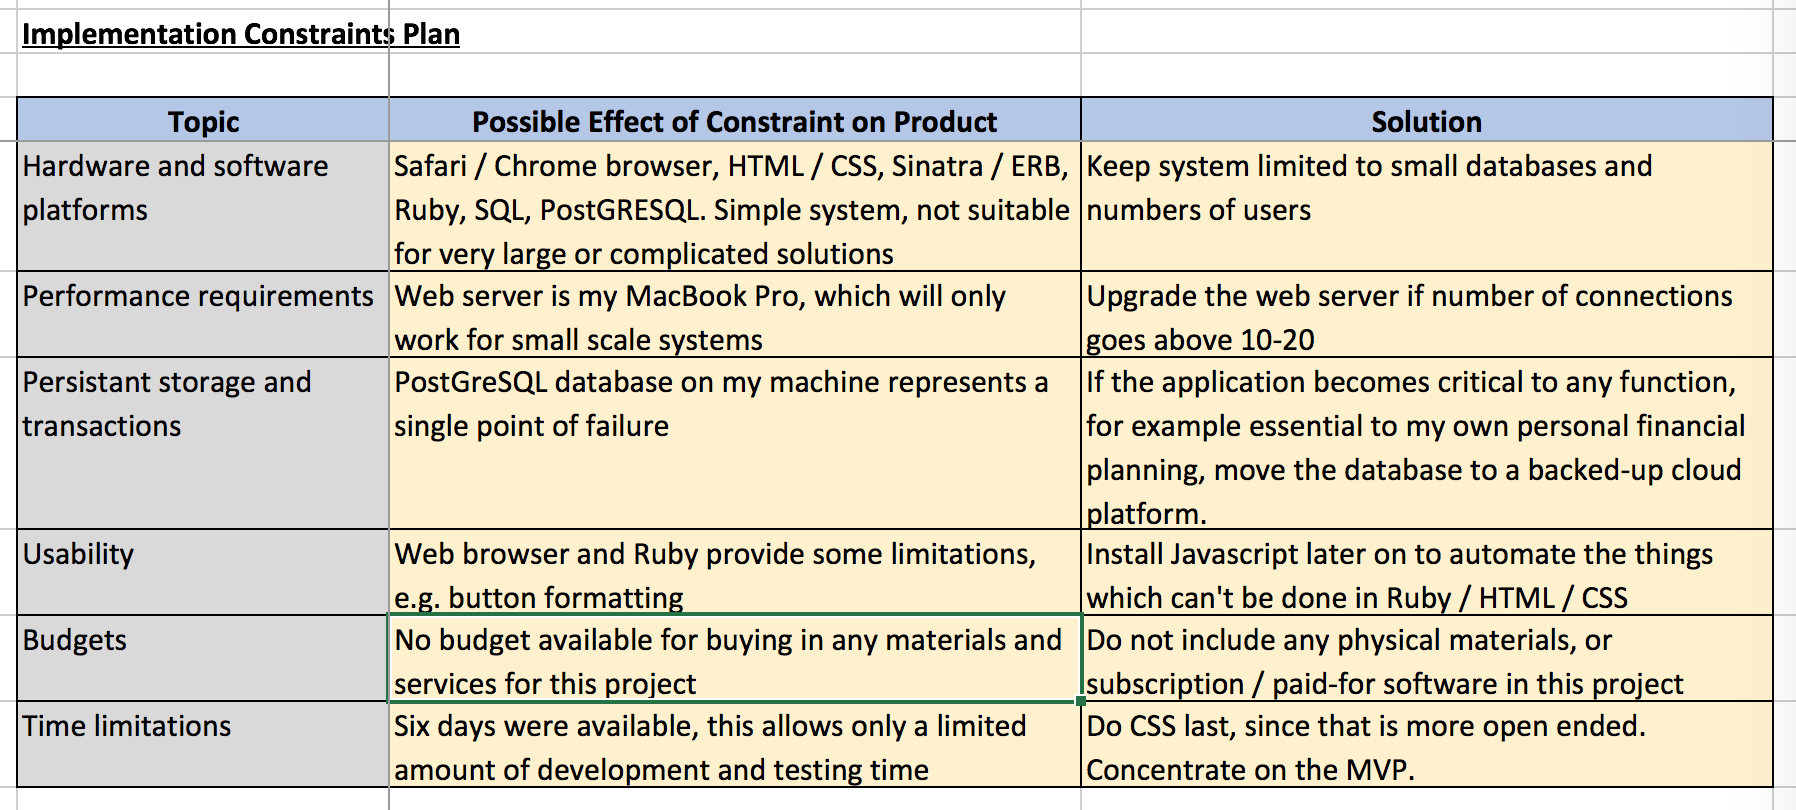 Implementation Constraints Plan
Topic
Possible Effect of Constraint on Product
Solution
Hardware and software
platforms
Safari / Chrome browser, HTML / CSS, Sinatra / ERB,
Ruby, SQL, PostGRESQL. Simple system, not suitable
for very large or complicated solutions
Keep system limited to small databases and
numbers of users
Performance requirements
Web server is my MacBook Pro, which will only
work for small scale systems
Upgrade the web server if number of connections
goes above 10-20
Persistant storage and
transactions
PostGreSQL database on my machine represents a
single point of failure
If the application becomes critical to any function,
for example essential to my own personal financial
planning, move the database to a backed-up cloud
platform.
Usability
Web browser and Ruby provide some limitations,
e.g. button formatting
Install Javascript later on to automate the things
which can't be done in Ruby / HTML / CSS
Budgets
No budget available for buying in any materials and
services for this project
Do not include any physical materials, or
subscription / paid-for software in this project
Time limitations
Six days were available, this allows only a limited
amount of development and testing time
Do CSS last, since that is more open ended.
Concentrate on the MVP.